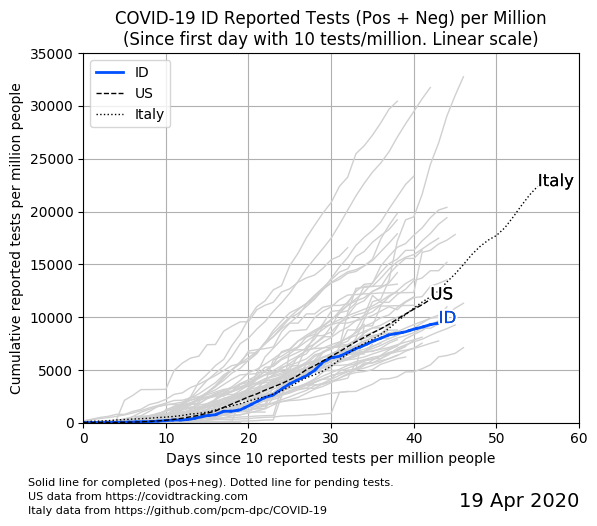 COVID-19 ID Reported Tests (Pos + Neg) per Million
(Since first day with 10 tests/million. Linear scale)
Cumulative reported tests per million people
35000
30000
25000
20000
15000
10000
5000
0
ID
US
Italy
Italy
US
ID
0 10 20 30 40 50 60
Days since 10 reported tests per million people
Solid line for completed (pos+neg). Dotted line for pending tests.
US data from https://covidtracking.com
Italy data from https://github.com/pcm-dpc/COVID-19
19 Apr 2020